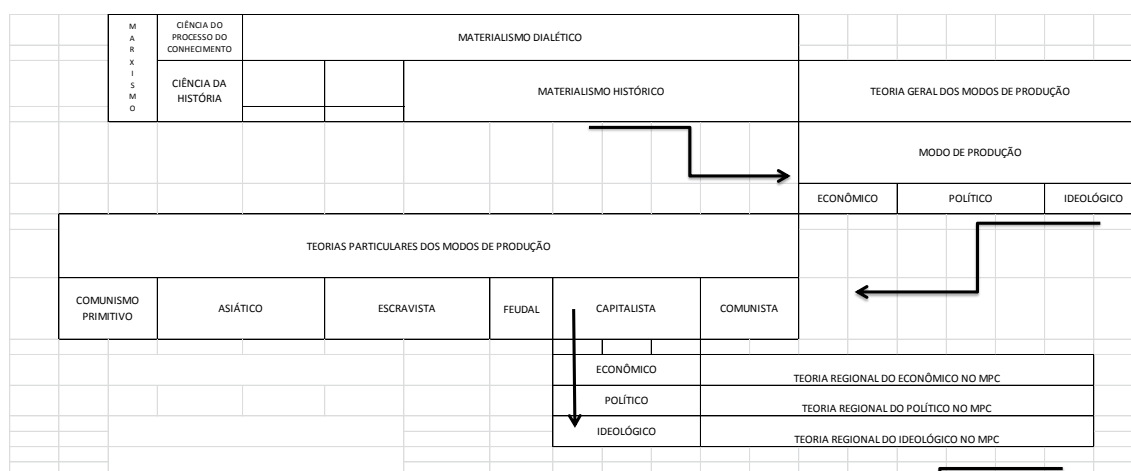 MARXISMO
CIÊNCIA DO
PROCESSO DO
CONHECIMENTO
MATERIALISMO DIALÉTICO
CIÊNCIA DA
HISTÓRIA
MATERIALISMO HISTÓRICO
TEORIA GERAL DOS MODOS DE PRODUÇÃO
MODO DE PRODUÇÃO
ECONÔMICO
POLÍTICO
IDEOLÓGICO
TEORIAS PARTICULARES DOS MODOS DE PRODUÇÃO
COMUNISMO
PRIMITIVO
ASIÁTICO
ESCRAVISTA
FEUDAL
CAPITALISTA
COMUNISTA
ECONÔMICO
TEORIA REGIONAL DO ECONÔMICO NO MPC
POLÍTICO
TEORIA REGIONAL DO POLÍTICO NO MPC
IDEOLÓGICO
TEORIA REGIONAL DO IDEOLÓGICO NO MPC